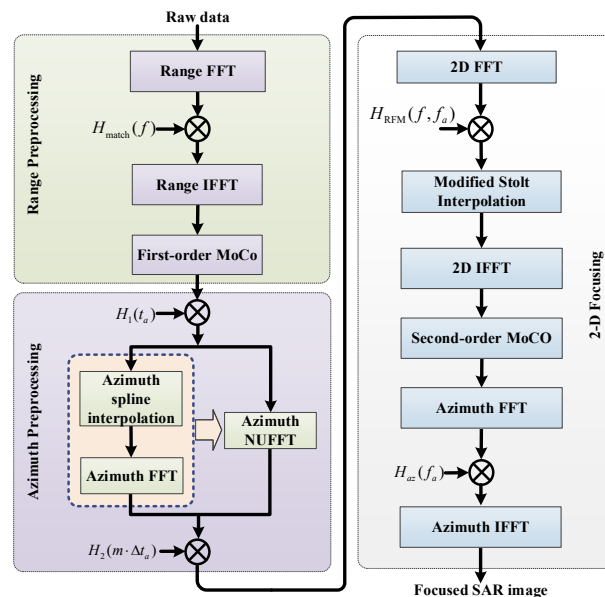 Raw data
Range Preprocessing
Range FFT
H_match(f)
Range IFFT
First-order MoCo
Azimuth Preprocessing
H_1(t_a)
Azimuth
spline
interpolation
Azimuth FFT
Azimuth
NUFFT
H_2(m·Δt_a)
2D FFT
H_RFM(f, f_a)
Modified Stolt
Interpolation
2D IFFT
Second-order MoCO
Azimuth FFT
H_az(f_a)
Azimuth IFFT
Focused SAR image
2-D Focusing